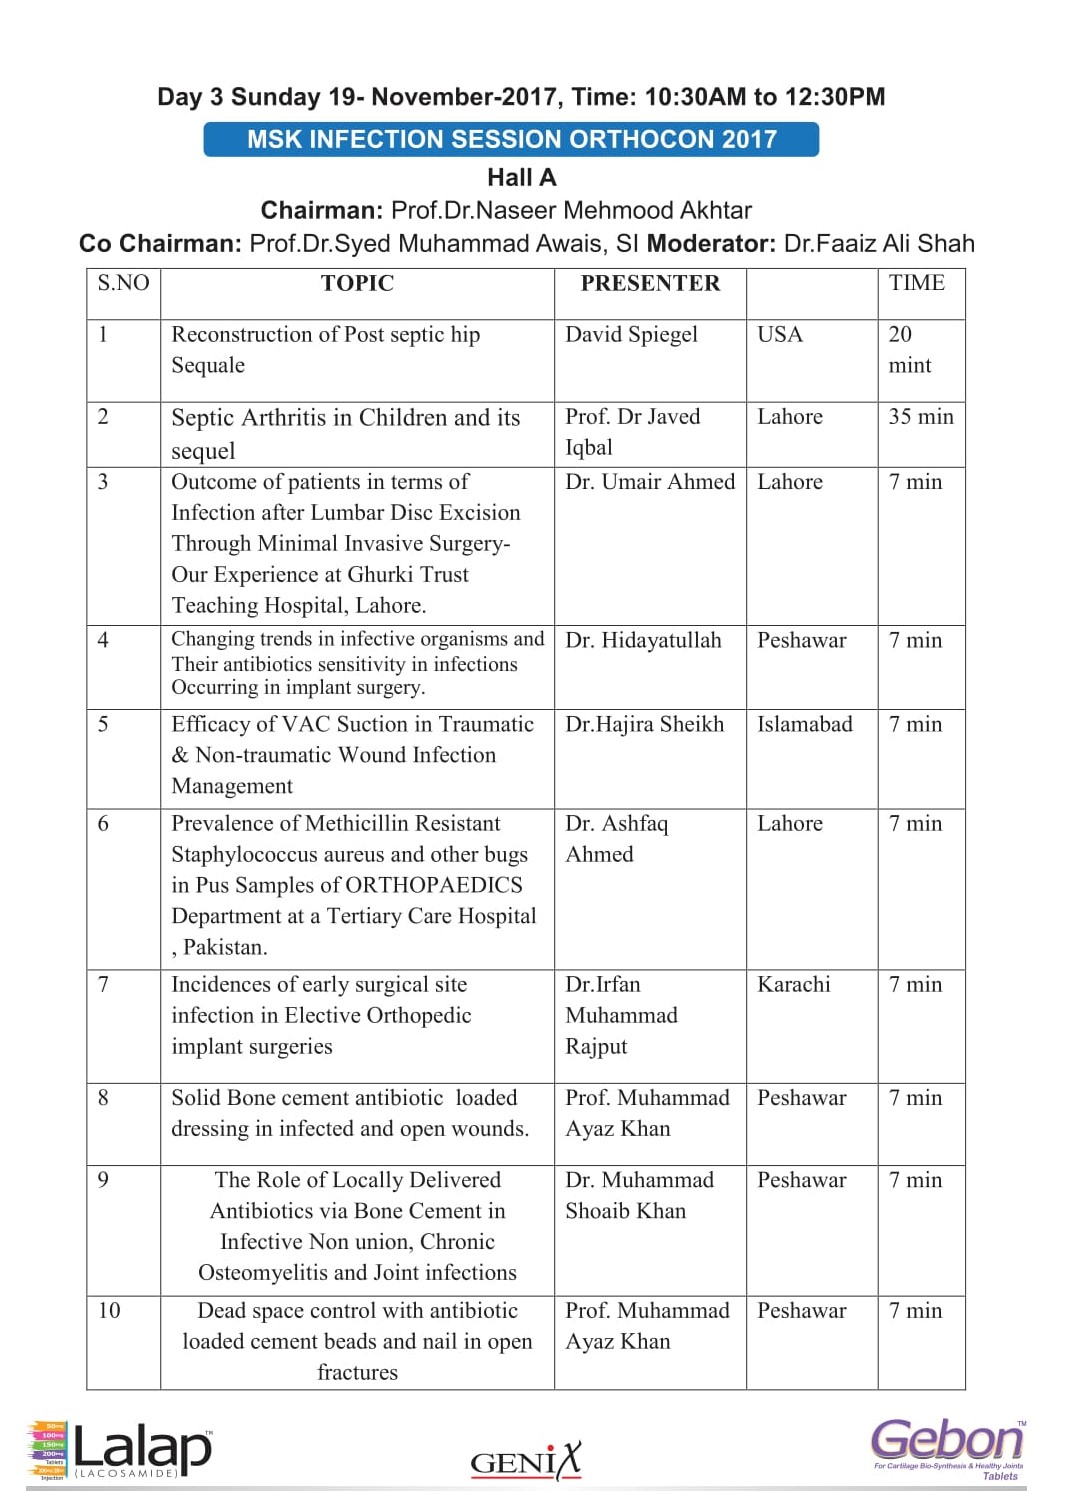 Day 3 Sunday 19- November-2017, Time: 10:30AM to 12:30PM
MSK INFECTION SESSION ORTHOCON 2017
Hall A
Chairman: Prof.Dr.Naseer Mehmood Akhtar
Co Chairman: Prof.Dr.Syed Muhammad Awais, SI Moderator: Dr.Faaiz Ali Shah
S.NO TOPIC PRESENTER TIME
1 Reconstruction of Post septic hip David Spiegel USA 20
Sequale mint
2 Septic Arthritis in Children and its Prof. Dr Javed Lahore 35 min
sequel Iqbal
3 Outcome of patients in terms of Dr. Umair Ahmed Lahore 7 min
Infection after Lumbar Disc Excision
Through Minimal Invasive Surgery-
Our Experience at Ghurki Trust
Teaching Hospital, Lahore.
4 Changing trends in infective organisms and Dr. Hidayatullah Peshawar 7 min
Their antibiotics sensitivity in infections
Occurring in implant surgery.
5 Efficacy of VAC Suction in Traumatic Dr.Hajira Sheikh Islamabad 7 min
& Non-traumatic Wound Infection
Management
6 Prevalence of Methicillin Resistant Dr. Ashfaq Lahore 7 min
Staphylococcus aureus and other bugs Ahmed
in Pus Samples of ORTHOPAEDICS
Department at a Tertiary Care Hospital
, Pakistan.
7 Incidences of early surgical site Dr.Irfan Karachi 7 min
infection in Elective Orthopedic Muhammad
implant surgeries Rajput
8 Solid Bone cement antibiotic loaded Prof. Muhammad Peshawar 7 min
dressing in infected and open wounds. Ayaz Khan
9 The Role of Locally Delivered Dr. Muhammad Peshawar 7 min
Antibiotics via Bone Cement in Shoaib Khan
Infective Non union, Chronic
Osteomyelitis and Joint infections
10 Dead space control with antibiotic Prof. Muhammad Peshawar 7 min
loaded cement beads and nail in open Ayaz Khan
fractures
50mg
100mg
150mg
200mg
Tablets
Injection
Lalap™
(LACOSAMIDE)
GENIX
Gebon™
For Cartilage Bio-Synthesis & Healthy Joints
Tablets